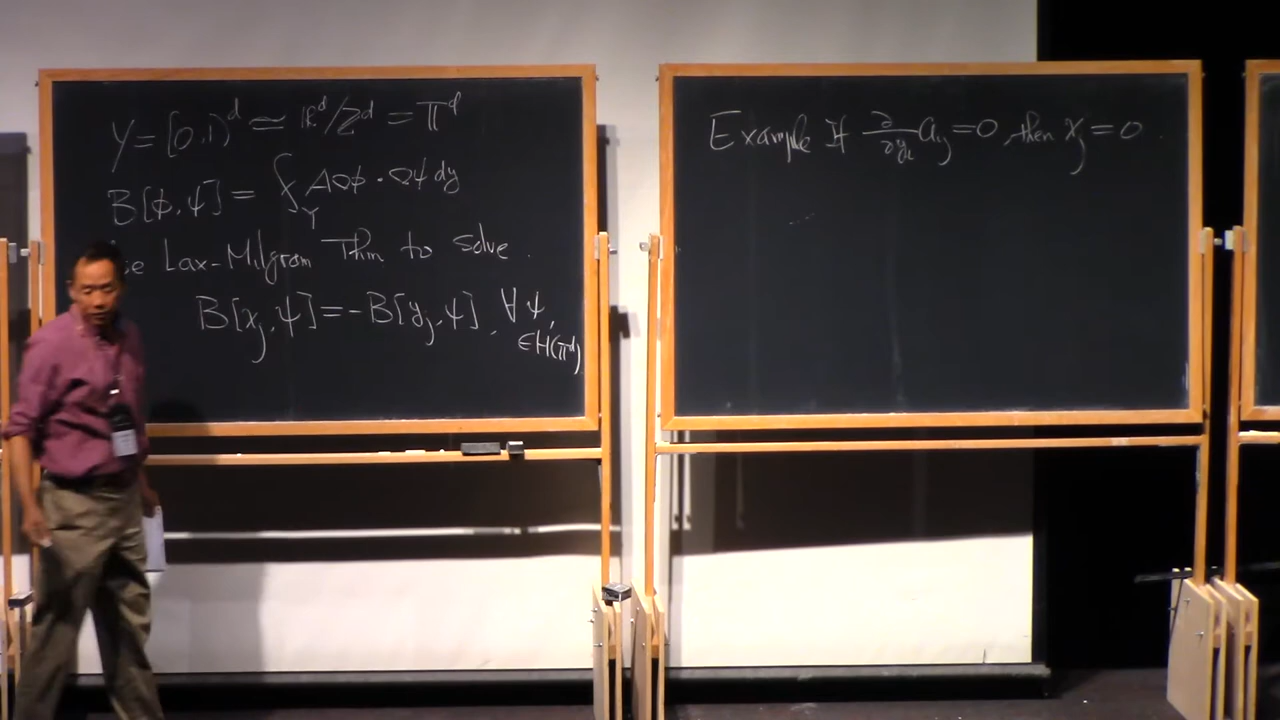 Y = [0,1)^d ≃ ℝ^d/ℤ^d = 𝕋^d
B[φ,ψ] = ∫_Y A∇φ · ∇ψ dy
Lax-Milgram Thm to solve.
B[χ_j, ψ] = -B[y_j, ψ], ∀ ψ,
∈ H(𝕋^d)
Example If ∂/∂y_i a_ij = 0, then χ_j = 0.